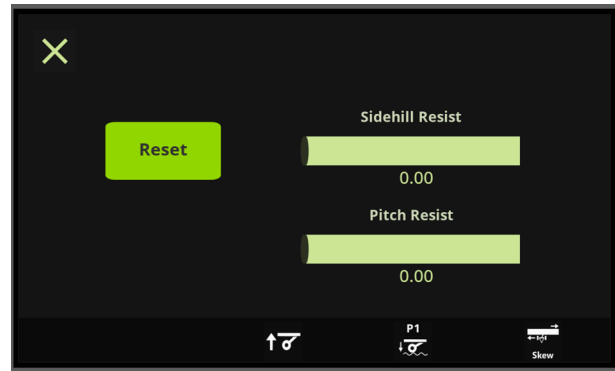 Sidehill Resist
Reset
0.00
Pitch Resist
0.00
P1
Skew